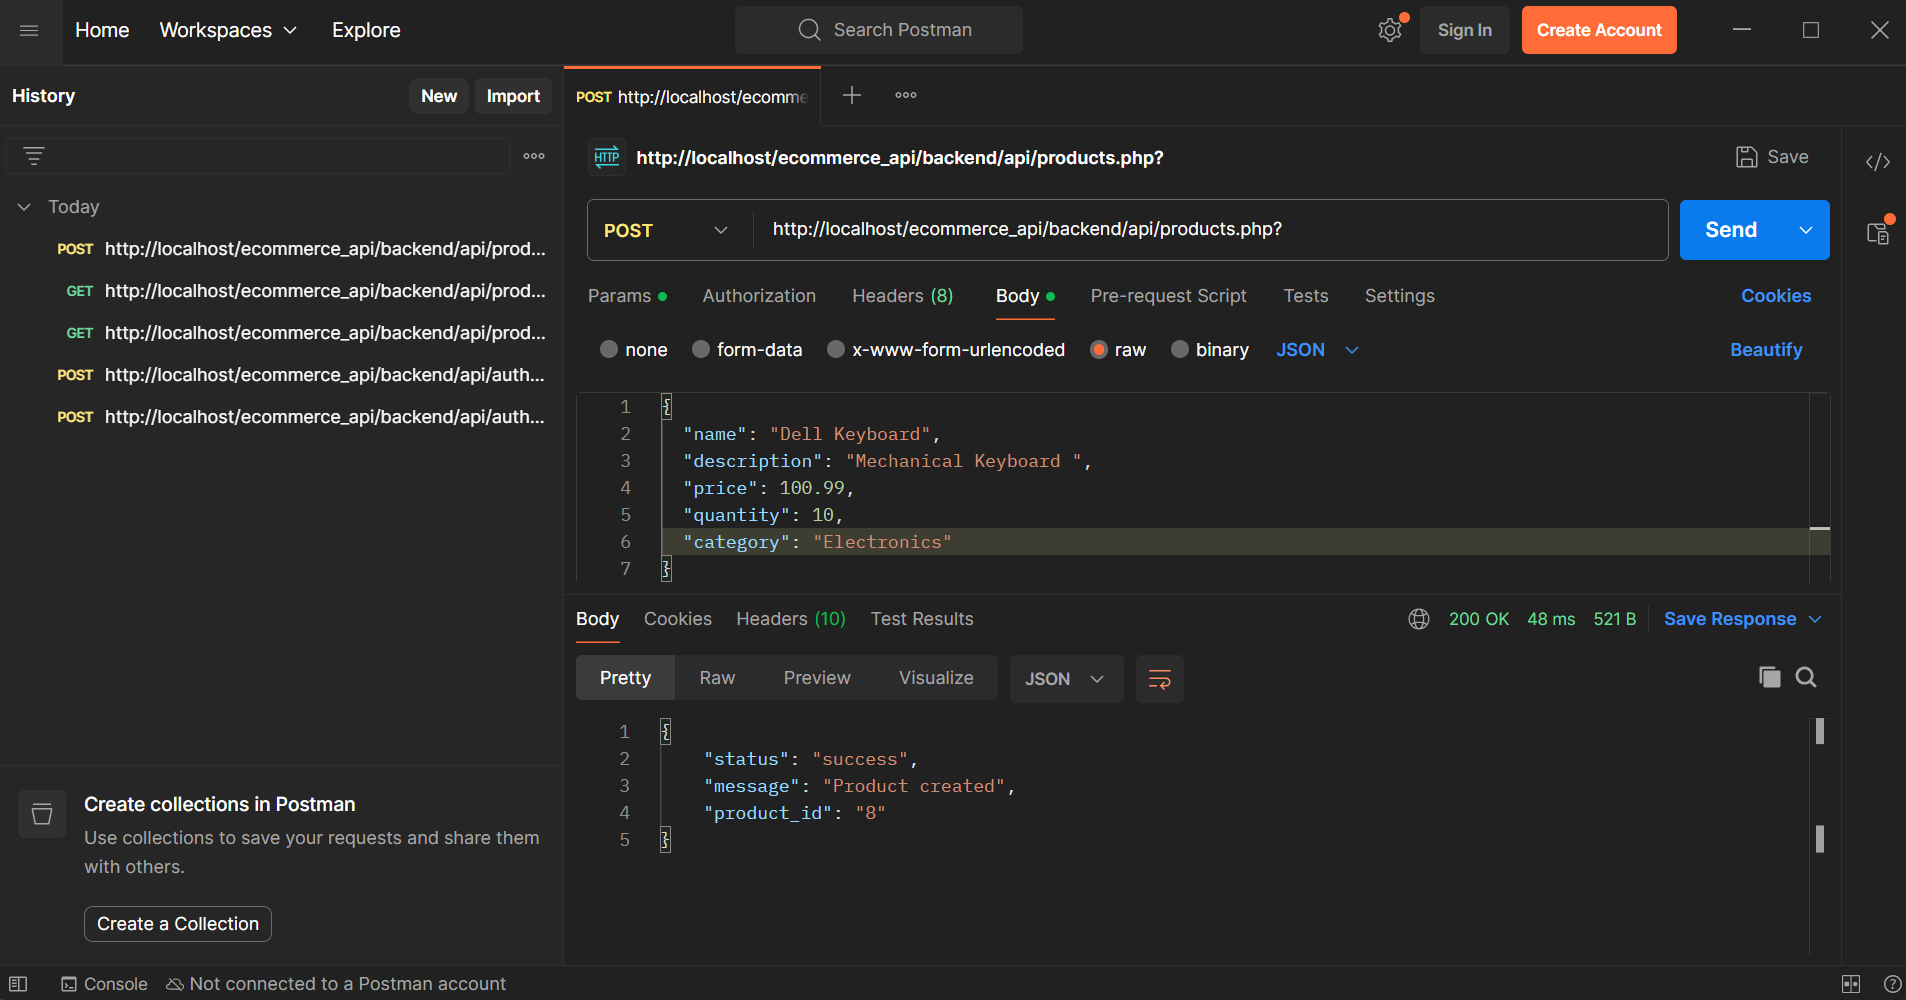 Home Workspaces Explore Search Postman Sign In Create Account
History New Import
POST http://localhost/ecomme
HTTP http://localhost/ecommerce_api/backend/api/products.php? Save
Today
POST http://localhost/ecommerce_api/backend/api/prod...
GET http://localhost/ecommerce_api/backend/api/prod...
GET http://localhost/ecommerce_api/backend/api/prod...
POST http://localhost/ecommerce_api/backend/api/auth...
POST http://localhost/ecommerce_api/backend/api/auth...
POST http://localhost/ecommerce_api/backend/api/products.php? Send
Params Authorization Headers (8) Body Pre-request Script Tests Settings Cookies
none form-data x-www-form-urlencoded raw binary JSON Beautify
1 {
2 "name": "Dell Keyboard",
3 "description": "Mechanical Keyboard ",
4 "price": 100.99,
5 "quantity": 10,
6 "category": "Electronics"
7 }
Body Cookies Headers (10) Test Results 200 OK 48 ms 521 B Save Response
Pretty Raw Preview Visualize JSON
1 {
2 "status": "success",
3 "message": "Product created",
4 "product_id": "8"
5 }
Create collections in Postman
Use collections to save your requests and share them
with others.
Create a Collection
Console Not connected to a Postman account